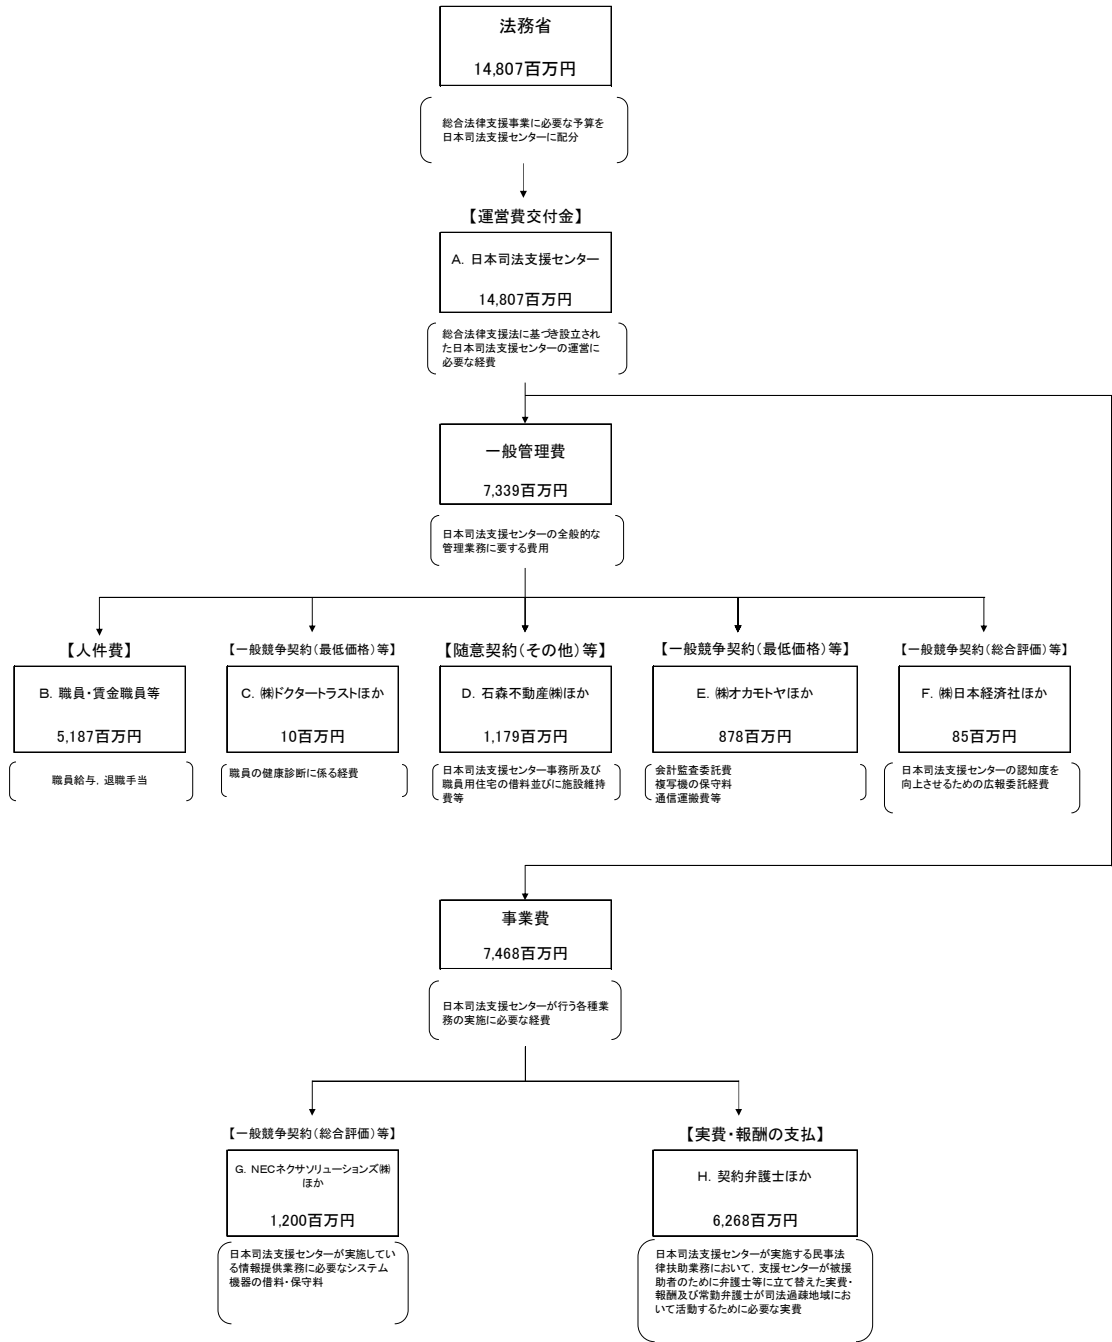 法務省
14,807百万円
総合法律支援事業に必要な予算を
日本司法支援センターに配分
【運営費交付金】
A．日本司法支援センター
14,807百万円
総合法律支援法に基づき設立され
た日本司法支援センターの運営に
必要な経費
一般管理費
7,339百万円
日本司法支援センターの全般的な
管理業務に要する費用
【人件費】
B．職員・賃金職員等
5,187百万円
職員給与，退職手当
【一般競争契約（最低価格）等】
C．㈱ドクタートラストほか
10百万円
職員の健康診断に係る経費
【随意契約（その他）等】
D．石森不動産㈱ほか
1,179百万円
日本司法支援センター事務所及び
職員用住宅の借料並びに施設維持
費等
【一般競争契約（最低価格）等】
E．㈱オカモトヤほか
878百万円
会計監査委託費
複写機の保守料
通信運搬費等
【一般競争契約（総合評価）等】
F．㈱日本経済社ほか
85百万円
日本司法支援センターの認知度を
向上させるための広報委託経費
事業費
7,468百万円
日本司法支援センターが行う各種業
務の実施に必要な経費
【一般競争契約（総合評価）等】
G．NECネクサソリューションズ㈱
ほか
1,200百万円
日本司法支援センターが実施してい
る情報提供業務に必要なシステム
機器の借料・保守料
【実費・報酬の支払】
H．契約弁護士ほか
6,268百万円
日本司法支援センターが実施する民事法
律扶助業務において，支援センターが被援
助者のために弁護士等に立て替えた実費・
報酬及び常勤弁護士が司法過疎地域にお
いて活動するために必要な実費